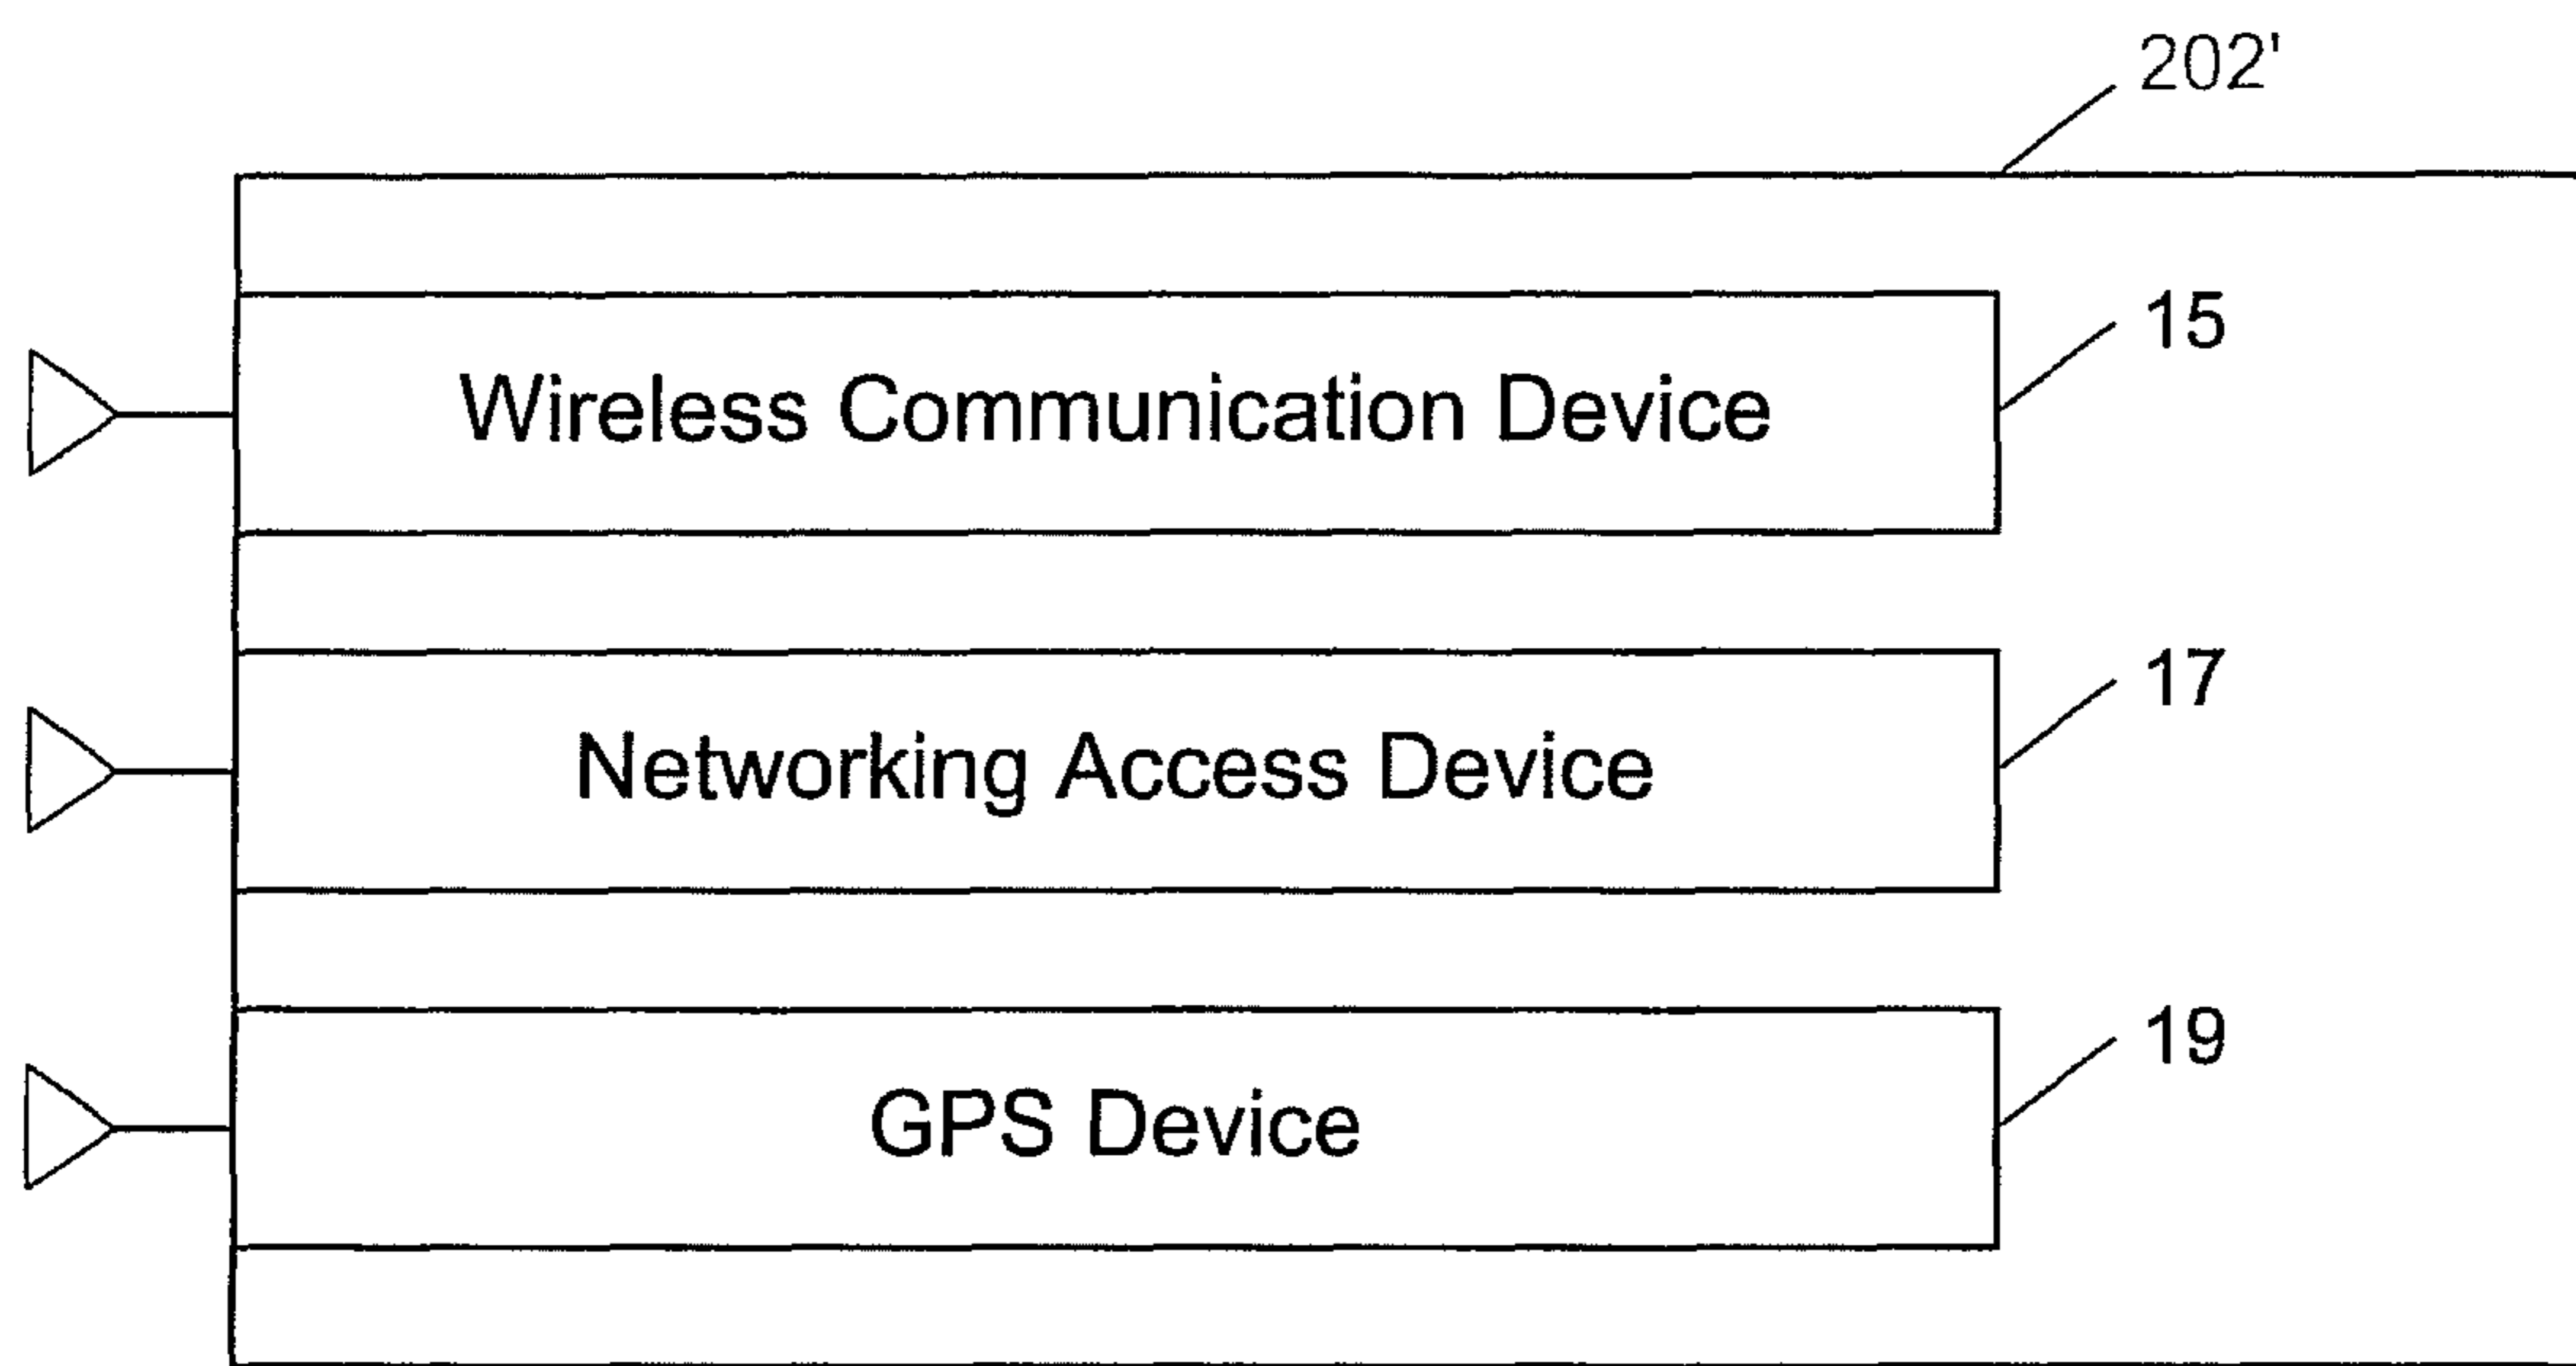 202'
Wireless Communication Device
15
Networking Access Device
17
GPS Device
19